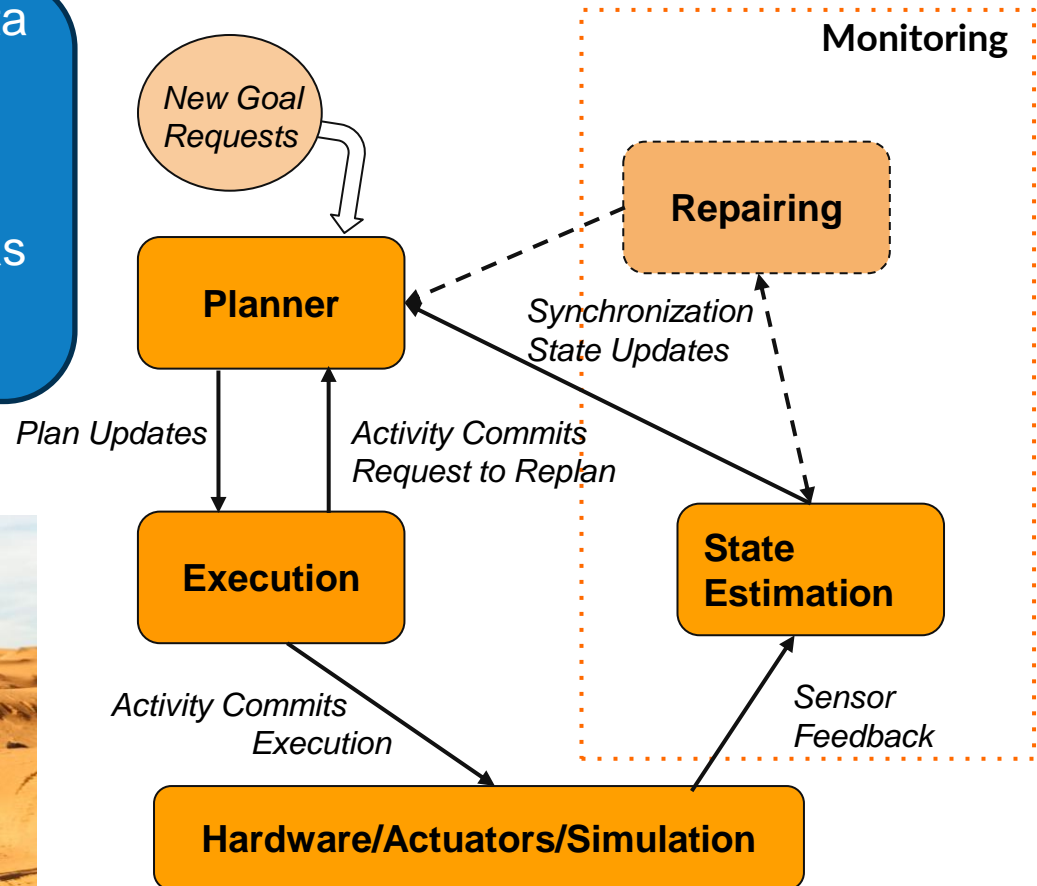 a
Monitoring
New Goal
Requests
Repairing
Planner
Synchronization
State Updates
Plan Updates
Activity Commits
Request to Replan
Execution
State
Estimation
Activity Commits
Execution
Sensor
Feedback
Hardware/Actuators/Simulation